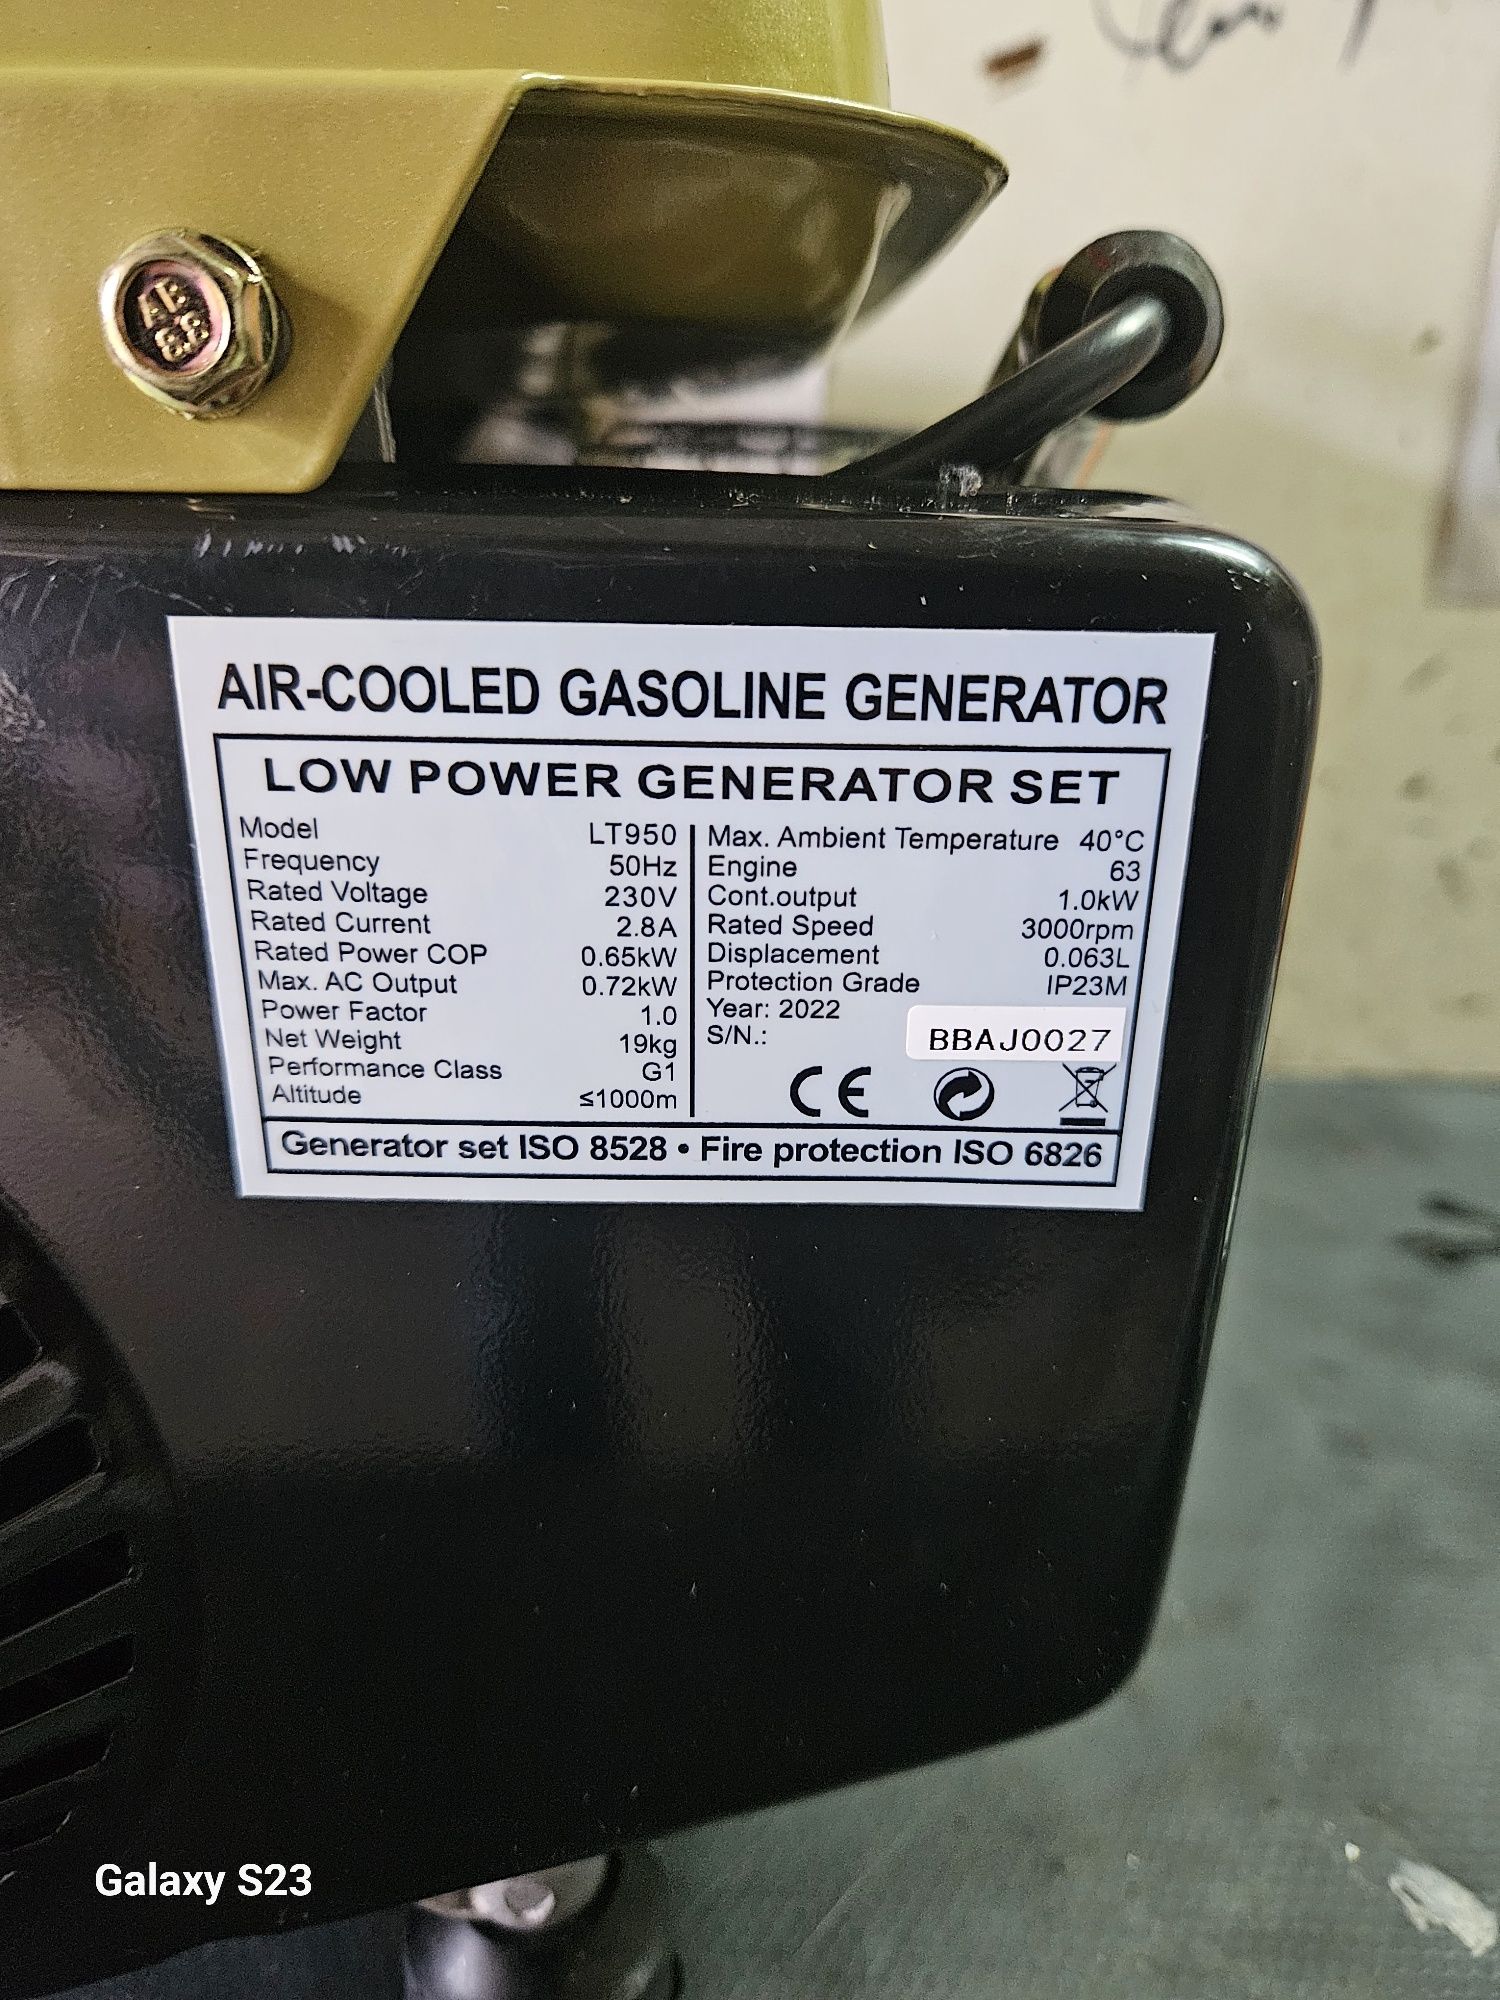 AIR-COOLED GASOLINE GENERATOR
LOW POWER GENERATOR SET
Model LT950
Frequency 50Hz
Rated Voltage 230V
Rated Current 2.8A
Rated Power COP 0.65kW
Max. AC Output 0.72kW
Power Factor 1.0
Net Weight 19kg
Performance Class G1
Altitude ≤1000m
Max. Ambient Temperature 40°C
Engine 63
Cont.output 1.0kW
Rated Speed 3000rpm
Displacement 0.063L
Protection Grade IP23M
Year: 2022
S/N.: BBAJ0027
CE
Generator set ISO 8528 • Fire protection ISO 6826
Galaxy S23